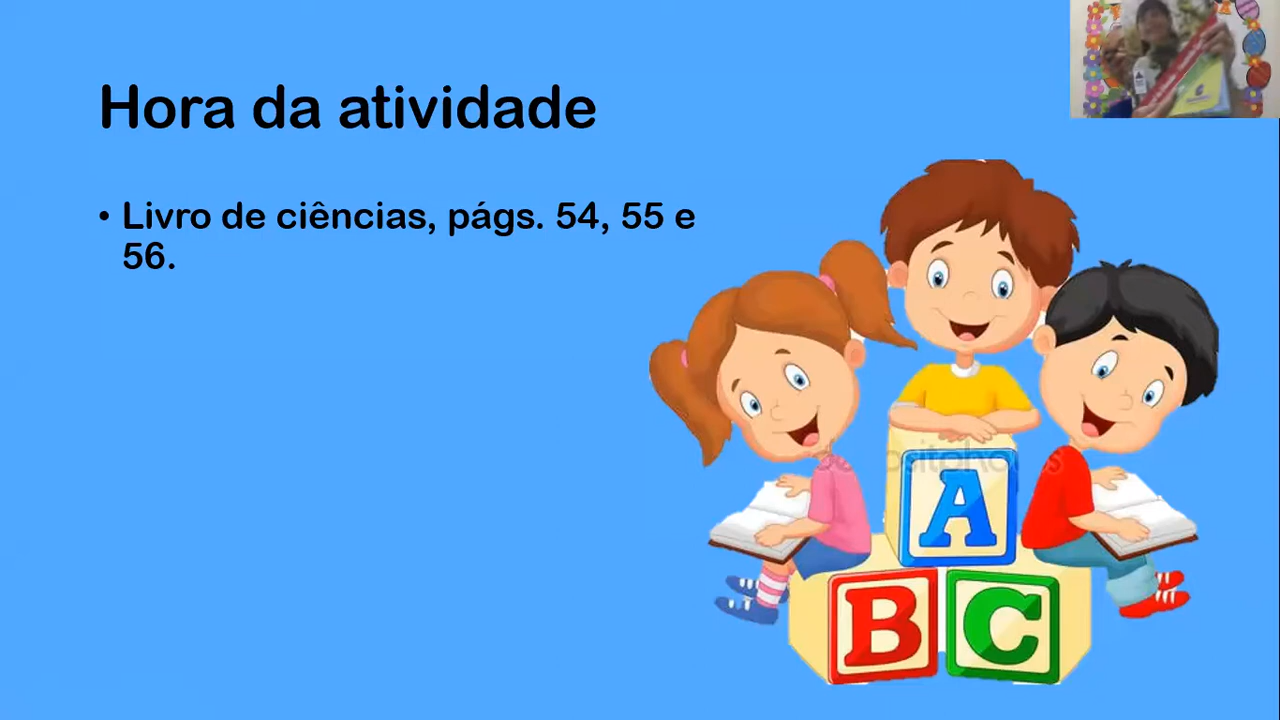 Hora da atividade
• Livro de ciências, págs. 54, 55 e
56.
A
B C